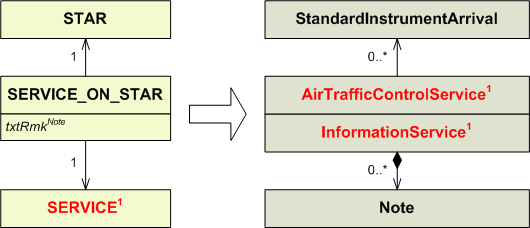 STAR
1
SERVICE_ON_STAR
txtRmkNote
1
SERVICE1
StandardInstrumentArrival
0..*
AirTrafficControlService1
InformationService1
0..*
Note